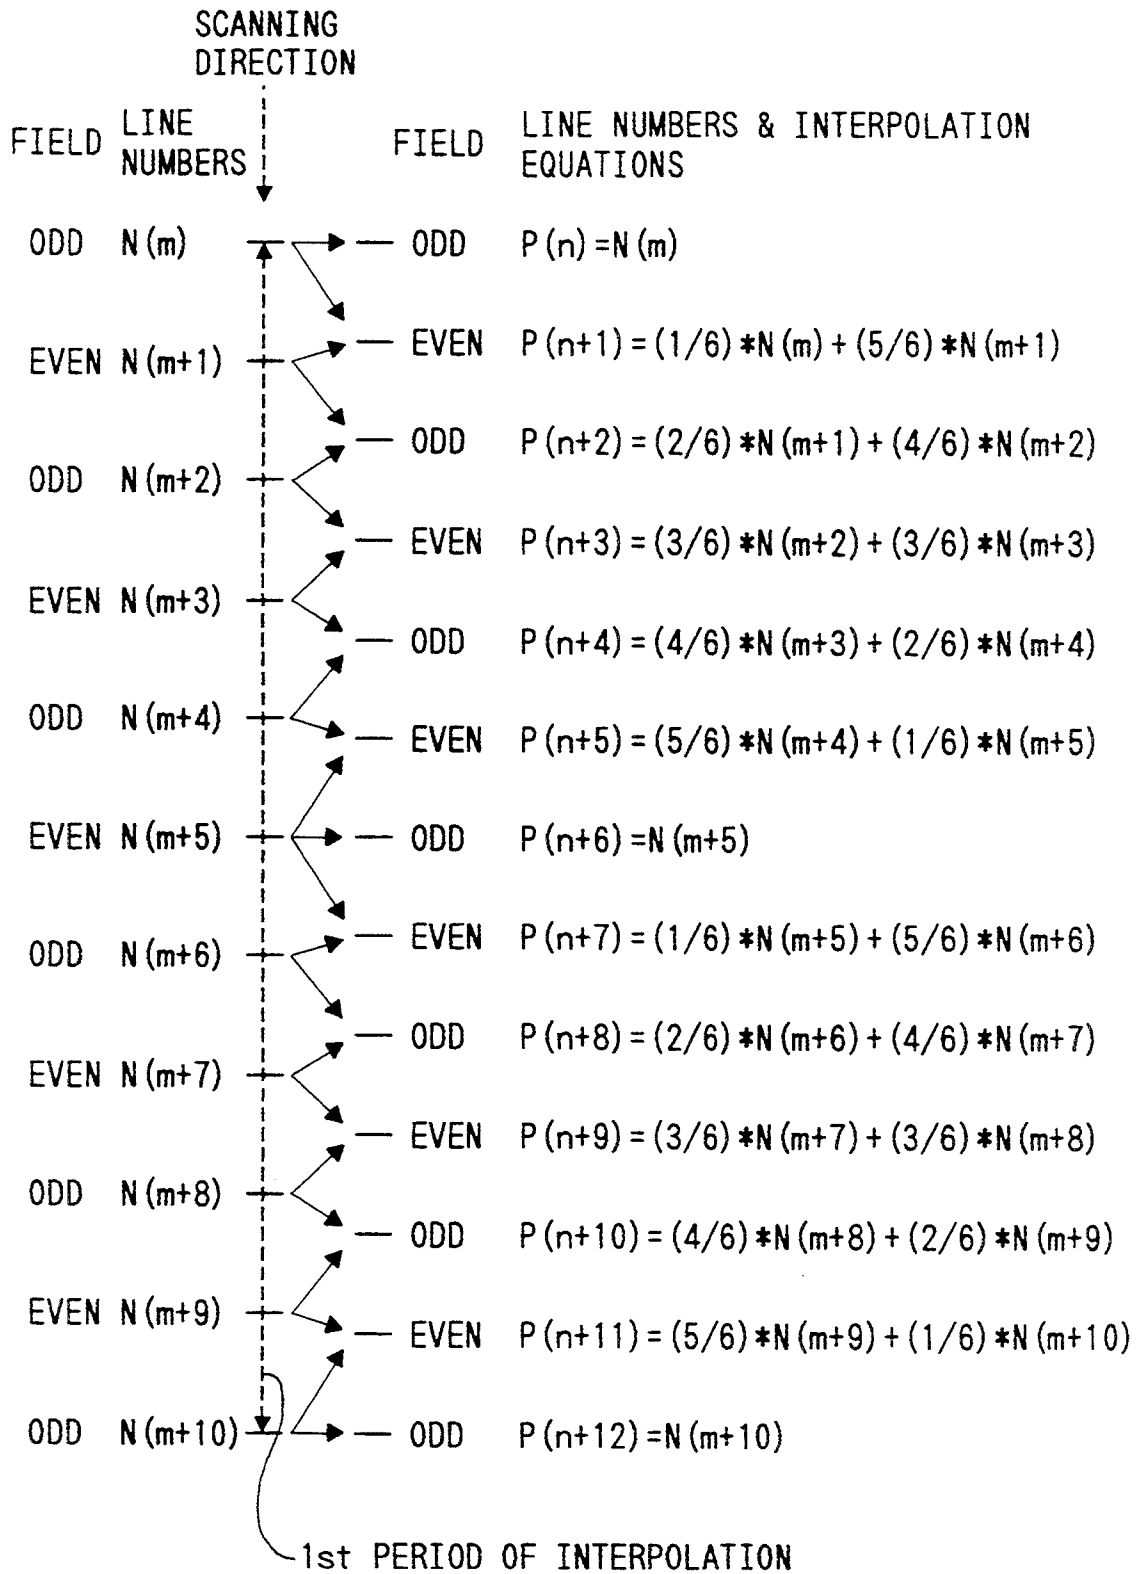 SCANNING
DIRECTION
FIELD LINE NUMBERS FIELD LINE NUMBERS & INTERPOLATION EQUATIONS
ODD N(m) ODD P(n)=N(m)
EVEN P(n+1)=(1/6)*N(m)+(5/6)*N(m+1)
EVEN N(m+1)
ODD P(n+2)=(2/6)*N(m+1)+(4/6)*N(m+2)
ODD N(m+2)
EVEN P(n+3)=(3/6)*N(m+2)+(3/6)*N(m+3)
EVEN N(m+3)
ODD P(n+4)=(4/6)*N(m+3)+(2/6)*N(m+4)
ODD N(m+4)
EVEN P(n+5)=(5/6)*N(m+4)+(1/6)*N(m+5)
EVEN N(m+5) ODD P(n+6)=N(m+5)
EVEN P(n+7)=(1/6)*N(m+5)+(5/6)*N(m+6)
ODD N(m+6)
ODD P(n+8)=(2/6)*N(m+6)+(4/6)*N(m+7)
EVEN N(m+7)
EVEN P(n+9)=(3/6)*N(m+7)+(3/6)*N(m+8)
ODD N(m+8)
ODD P(n+10)=(4/6)*N(m+8)+(2/6)*N(m+9)
EVEN N(m+9)
EVEN P(n+11)=(5/6)*N(m+9)+(1/6)*N(m+10)
ODD N(m+10) ODD P(n+12)=N(m+10)
1st PERIOD OF INTERPOLATION